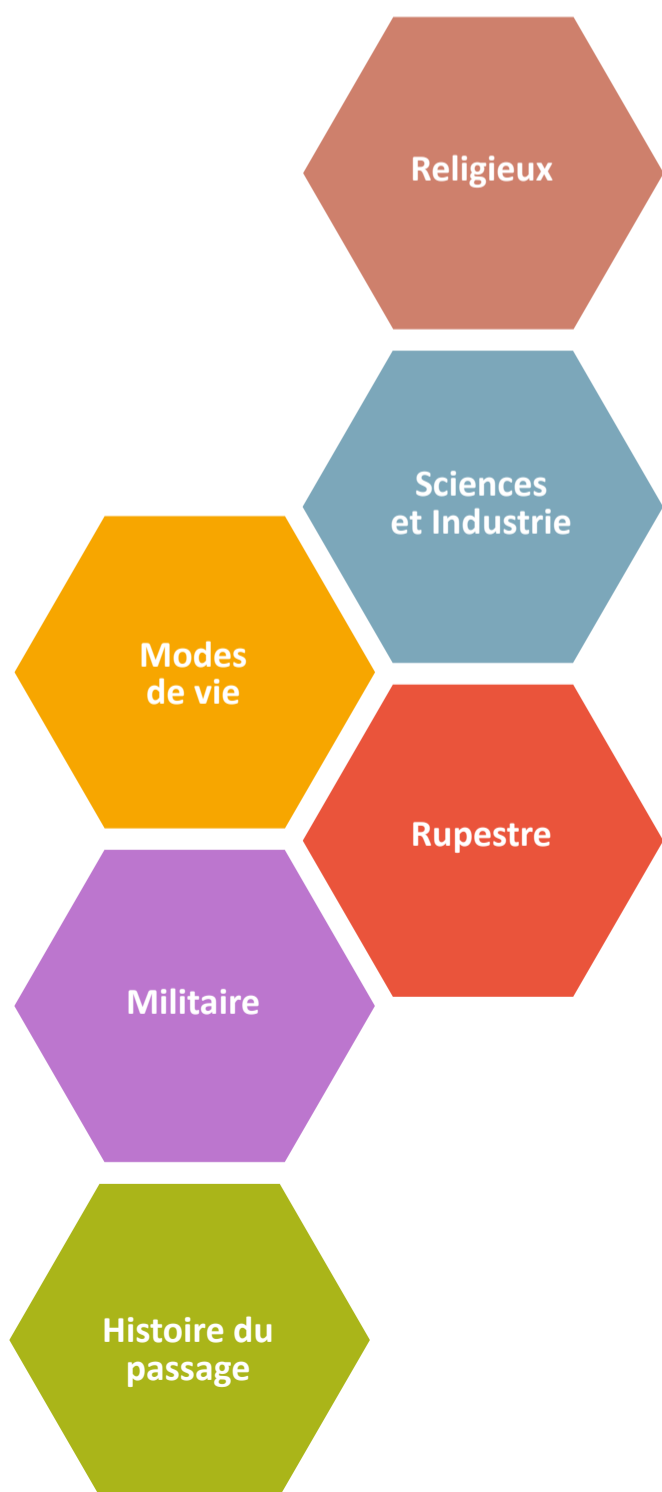 Religieux
Sciences
et Industrie
Modes
de vie
Rupestre
Militaire
Histoire du
passage